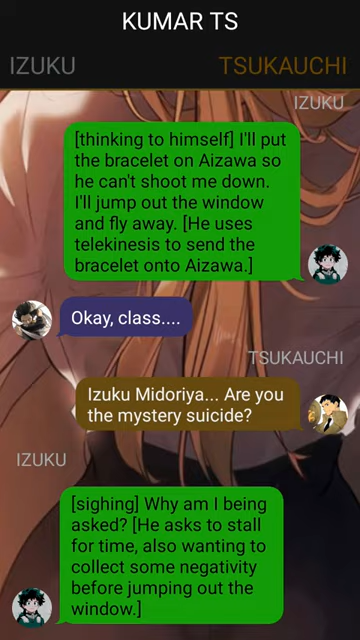 KUMAR TS
IZUKU
TSUKAUCHI
IZUKU
[thinking to himself] I'll put
the bracelet on Aizawa so
he can't shoot me down.
I'll jump out the window
and fly away. [He uses
telekinesis to send the
bracelet onto Aizawa.]
Okay, class....
TSUKAUCHI
Izuku Midoriya... Are you
the mystery suicide?
IZUKU
[sighing] Why am I being
asked? [He asks to stall
for time, also wanting to
collect some negativity
before jumping out the
window.]